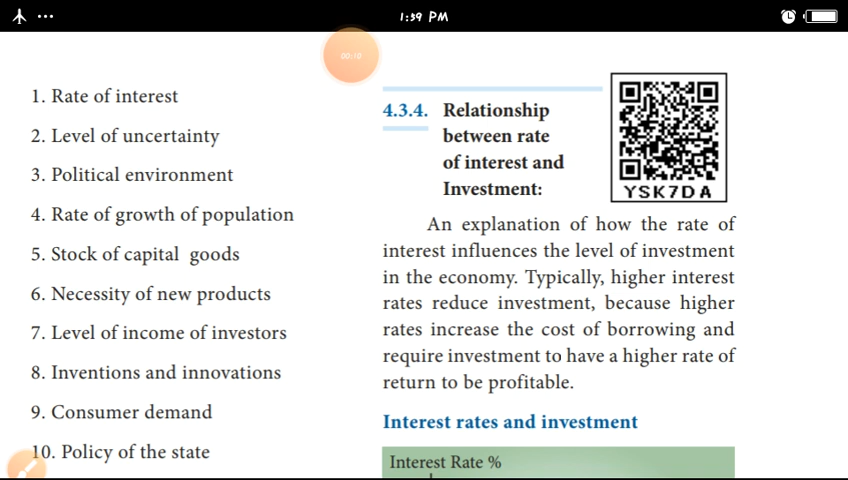 1:59 PM
00:10
1. Rate of interest
2. Level of uncertainty
3. Political environment
4. Rate of growth of population
5. Stock of capital goods
6. Necessity of new products
7. Level of income of investors
8. Inventions and innovations
9. Consumer demand
10. Policy of the state
4.3.4. Relationship
between rate
of interest and
Investment:
YSK7DA
An explanation of how the rate of
interest influences the level of investment
in the economy. Typically, higher interest
rates reduce investment, because higher
rates increase the cost of borrowing and
require investment to have a higher rate of
return to be profitable.
Interest rates and investment
Interest Rate %